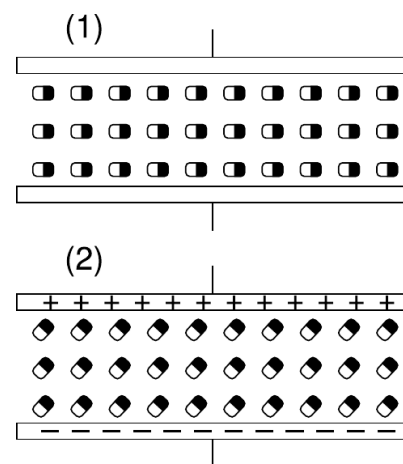 (1)
(2)
+ + + + + + + + + + + +
− − − − − − − − − − − −